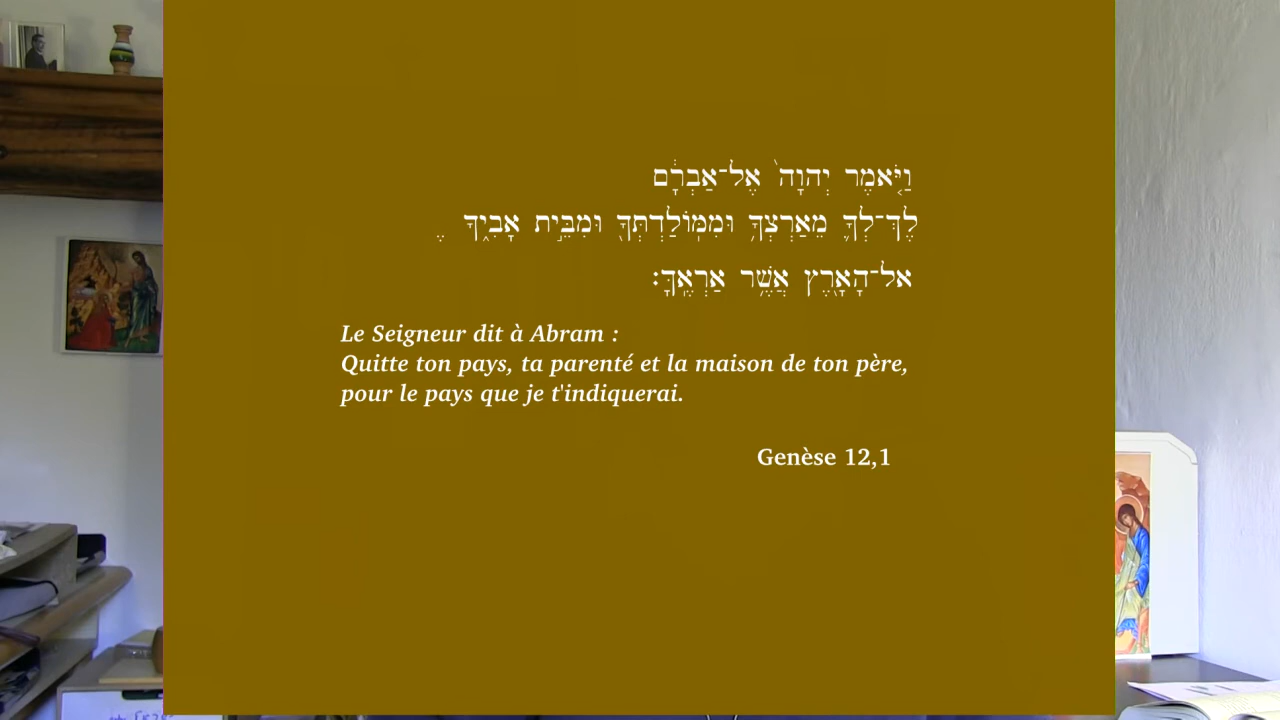 וַיֹּ֤אמֶר יְהוָה֙ אֶל־אַבְרָ֔ם
לֶךְ־לְךָ֛ מֵאַרְצְךָ֥ וּמִמּֽוֹלַדְתְּךָ֖ וּמִבֵּ֣ית אָבִ֑יךָ
אל־הָאָ֖רֶץ אֲשֶׁ֥ר אַרְאֶֽךָּ׃
Le Seigneur dit à Abram :
Quitte ton pays, ta parenté et la maison de ton père,
pour le pays que je t'indiquerai.
Genèse 12,1